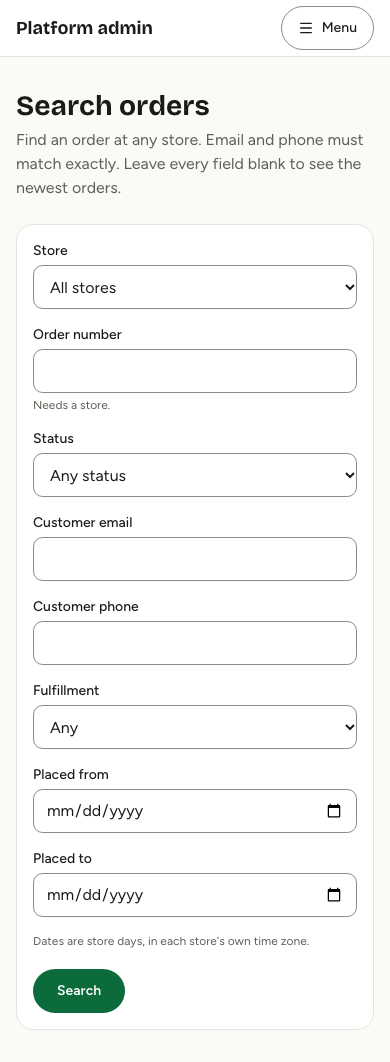 Platform admin
Menu
Search orders
Find an order at any store. Email and phone must
match exactly. Leave every field blank to see the
newest orders.
Store
All stores
Order number
Needs a store.
Status
Any status
Customer email
Customer phone
Fulfillment
Any
Placed from
mm/dd/yyyy
Placed to
mm/dd/yyyy
Dates are store days, in each store's own time zone.
Search